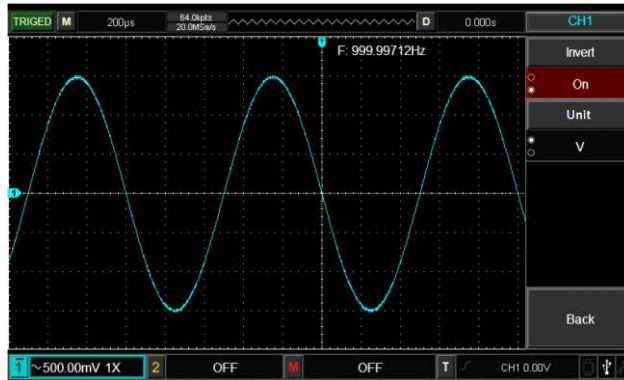 TRIGED M 200μs 64.0kpts D 0.000s CH1
20.0MSa/s
T
F: 999.99712Hz
Invert
On
Unit
V
1
Back
1 ~500.00mV 1X 2 OFF M OFF T CH1 0.00V